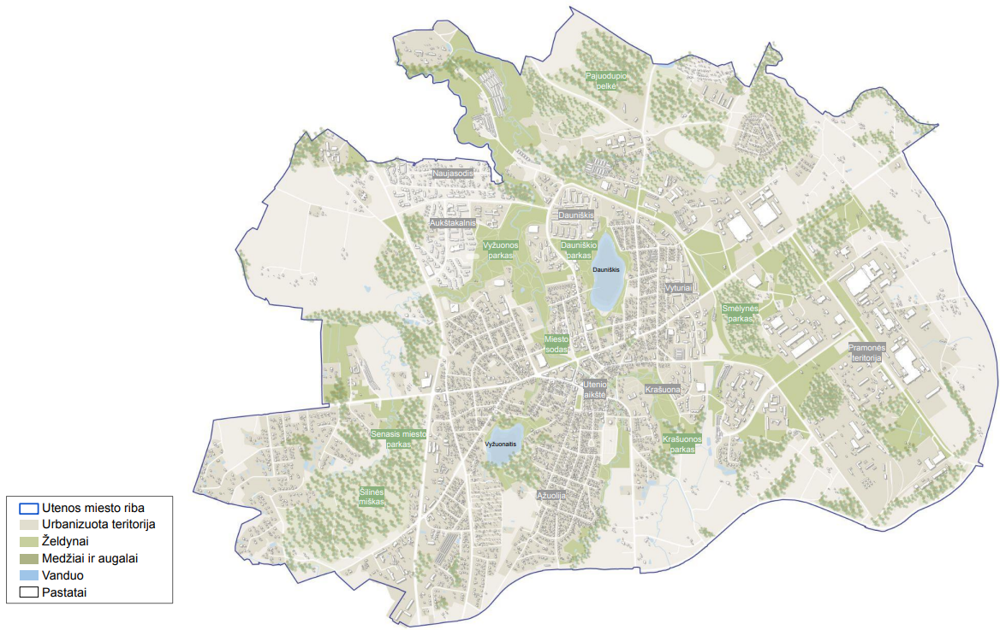 Pajuodupio
pelkė
Naujasodis
Dauniškis
Aukštakalnis
Vyžuonos
parkas
Dauniškio
parkas
Dauniškis
Vyturiai
Smėlynės
parkas
Miesto
sodas
Pramonės
teritorija
Utenio
aikštė
Krašuona
Senasis miesto
parkas
Vyžuonaitis
Krašuonos
parkas
Šilinės
miškas
Ažuolija
Utenos miesto riba
Urbanizuota teritorija
Želdynai
Medžiai ir augalai
Vanduo
Pastatai